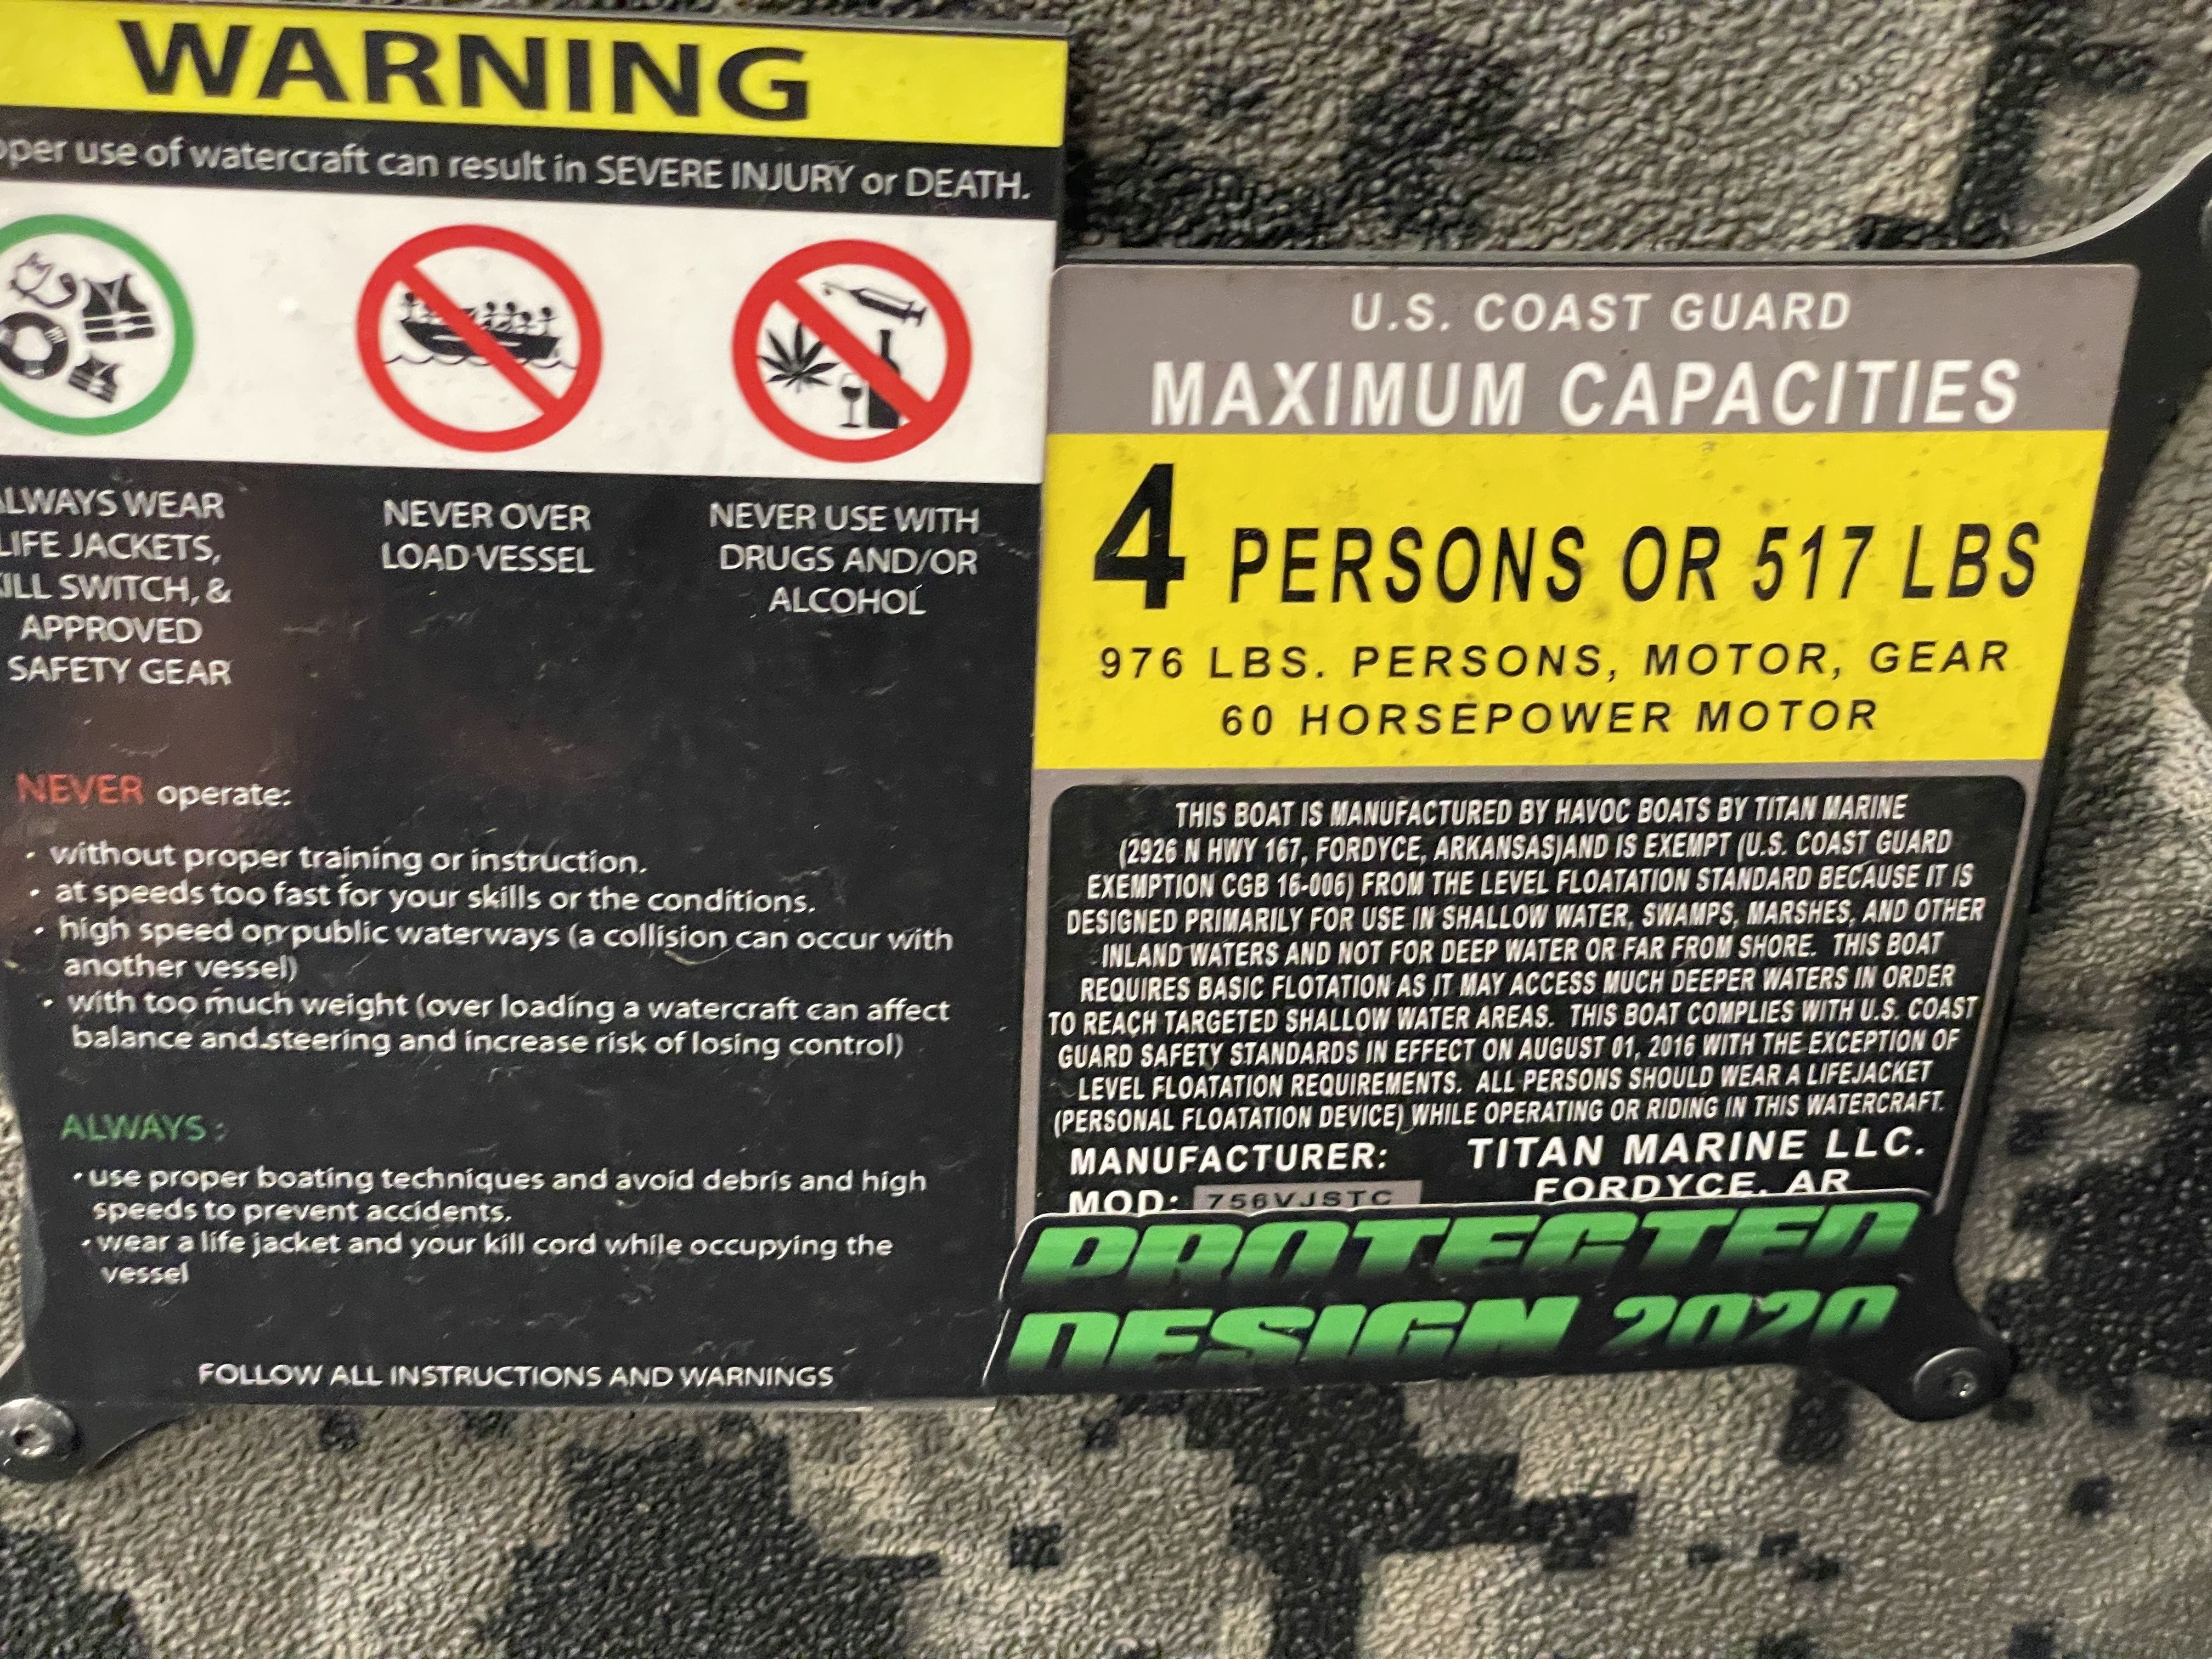 WARNING
per use of watercraft can result in SEVERE INJURY or DEATH.
ALWAYS WEAR
LIFE JACKETS,
ILL SWITCH, &
APPROVED
SAFETY GEAR
NEVER OVER
LOAD VESSEL
NEVER USE WITH
DRUGS AND/OR
ALCOHOL
NEVER operate:
· without proper training or instruction.
· at speeds too fast for your skills or the conditions.
· high speed on public waterways (a collision can occur with
another vessel)
· with too much weight (over loading a watercraft can affect
balance and steering and increase risk of losing control)
ALWAYS:
· use proper boating techniques and avoid debris and high
speeds to prevent accidents.
· wear a life jacket and your kill cord while occupying the
vessel
FOLLOW ALL INSTRUCTIONS AND WARNINGS
U.S. COAST GUARD
MAXIMUM CAPACITIES
4 PERSONS OR 517 LBS
976 LBS. PERSONS, MOTOR, GEAR
60 HORSEPOWER MOTOR
THIS BOAT IS MANUFACTURED BY HAVOC BOATS BY TITAN MARINE
(2926 N HWY 167, FORDYCE, ARKANSAS)AND IS EXEMPT (U.S. COAST GUARD
EXEMPTION CGB 16-006) FROM THE LEVEL FLOATATION STANDARD BECAUSE IT IS
DESIGNED PRIMARILY FOR USE IN SHALLOW WATER, SWAMPS, MARSHES, AND OTHER
INLAND WATERS AND NOT FOR DEEP WATER OR FAR FROM SHORE. THIS BOAT
REQUIRES BASIC FLOTATION AS IT MAY ACCESS MUCH DEEPER WATERS IN ORDER
TO REACH TARGETED SHALLOW WATER AREAS. THIS BOAT COMPLIES WITH U.S. COAST
GUARD SAFETY STANDARDS IN EFFECT ON AUGUST 01, 2016 WITH THE EXCEPTION OF
LEVEL FLOATATION REQUIREMENTS. ALL PERSONS SHOULD WEAR A LIFEJACKET
(PERSONAL FLOATATION DEVICE) WHILE OPERATING OR RIDING IN THIS WATERCRAFT.
MANUFACTURER: TITAN MARINE LLC.
FORDYCE, AR
MOD: 756VJSTC
PROTECTED
DESIGN 2020